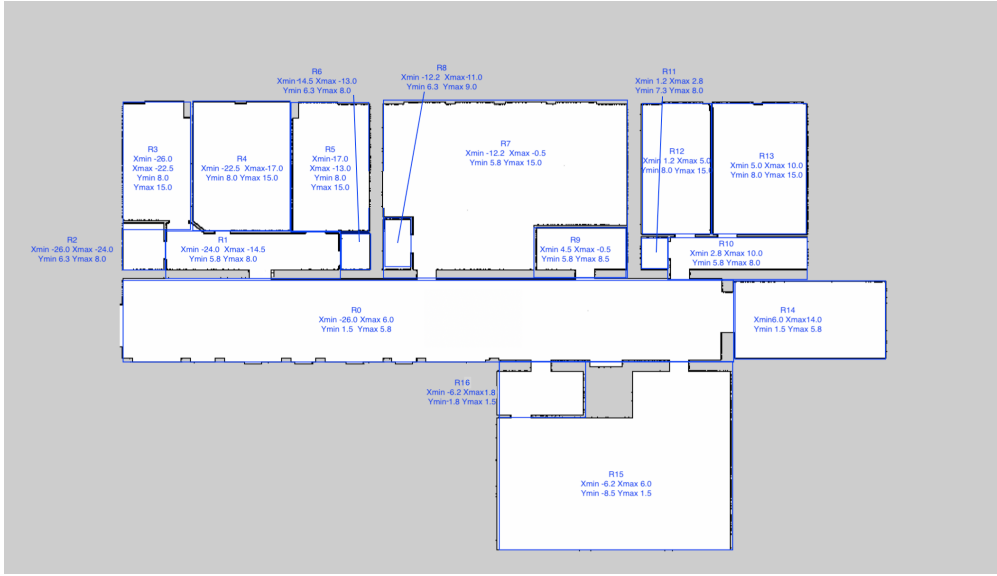 R6
Xmin-14.5 Xmax -13.0
Ymin 6.3 Ymax 8.0
R8
Xmin -12.2 Xmax-11.0
Ymin 6.3 Ymax 9.0
R11
Xmin 1.2 Xmax 2.8
Ymin 7.3 Ymax 8.0
R3
Xmin -26.0
Xmax -22.5
Ymin 8.0
Ymax 15.0
R4
Xmin -22.5 Xmax-17.0
Ymin 8.0 Ymax 15.0
R5
Xmin-17.0
Xmax -13.0
Ymin 8.0
Ymax 15.0
R7
Xmin -12.2 Xmax -0.5
Ymin 5.8 Ymax 15.0
R12
Xmin 1.2 Xmax 5.0
Ymin 8.0 Ymax 15.0
R13
Xmin 5.0 Xmax 10.0
Ymin 8.0 Ymax 15.0
R2
Xmin -26.0 Xmax -24.0
Ymin 6.3 Ymax 8.0
R1
Xmin -24.0 Xmax -14.5
Ymin 5.8 Ymax 8.0
R9
Xmin 4.5 Xmax -0.5
Ymin 5.8 Ymax 8.5
R10
Xmin 2.8 Xmax 10.0
Ymin 5.8 Ymax 8.0
R0
Xmin -26.0 Xmax 6.0
Ymin 1.5 Ymax 5.8
R14
Xmin6.0 Xmax14.0
Ymin 1.5 Ymax 5.8
R16
Xmin -6.2 Xmax1.8
Ymin-1.8 Ymax 1.5
R15
Xmin -6.2 Xmax 6.0
Ymin -8.5 Ymax 1.5